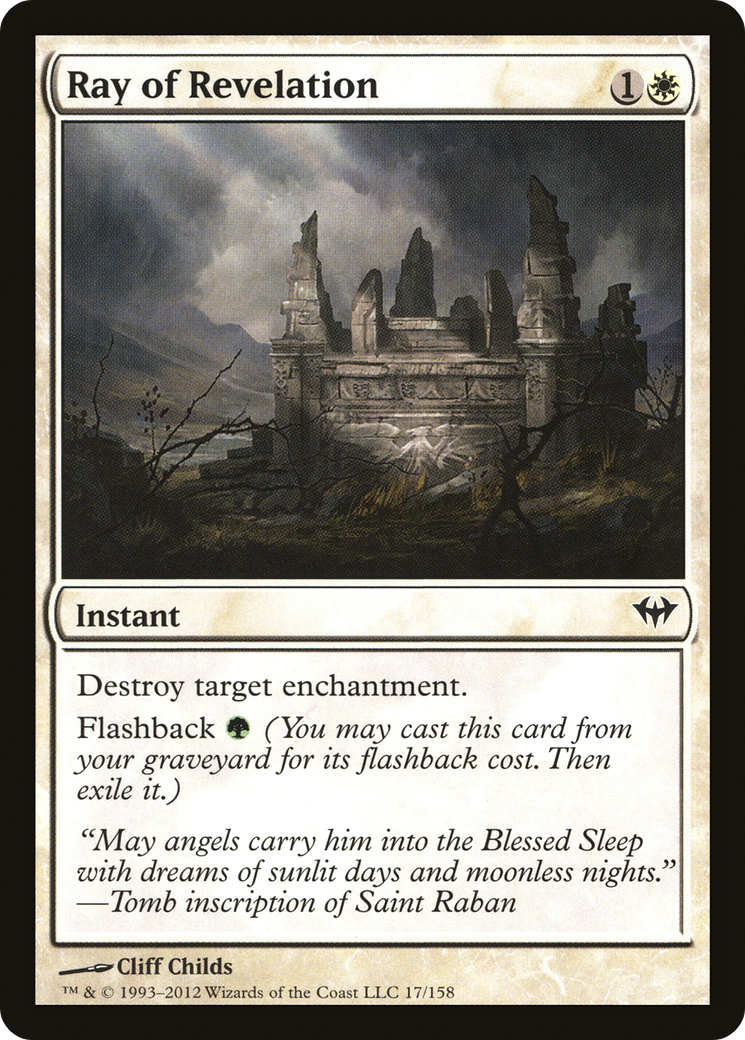 Ray of Revelation 1
Instant
Destroy target enchantment.
Flashback (You may cast this card from
your graveyard for its flashback cost. Then
exile it.)
“May angels carry him into the Blessed Sleep
with dreams of sunlit days and moonless nights.”
—Tomb inscription of Saint Raban
Cliff Childs
™ & © 1993–2012 Wizards of the Coast LLC 17/158